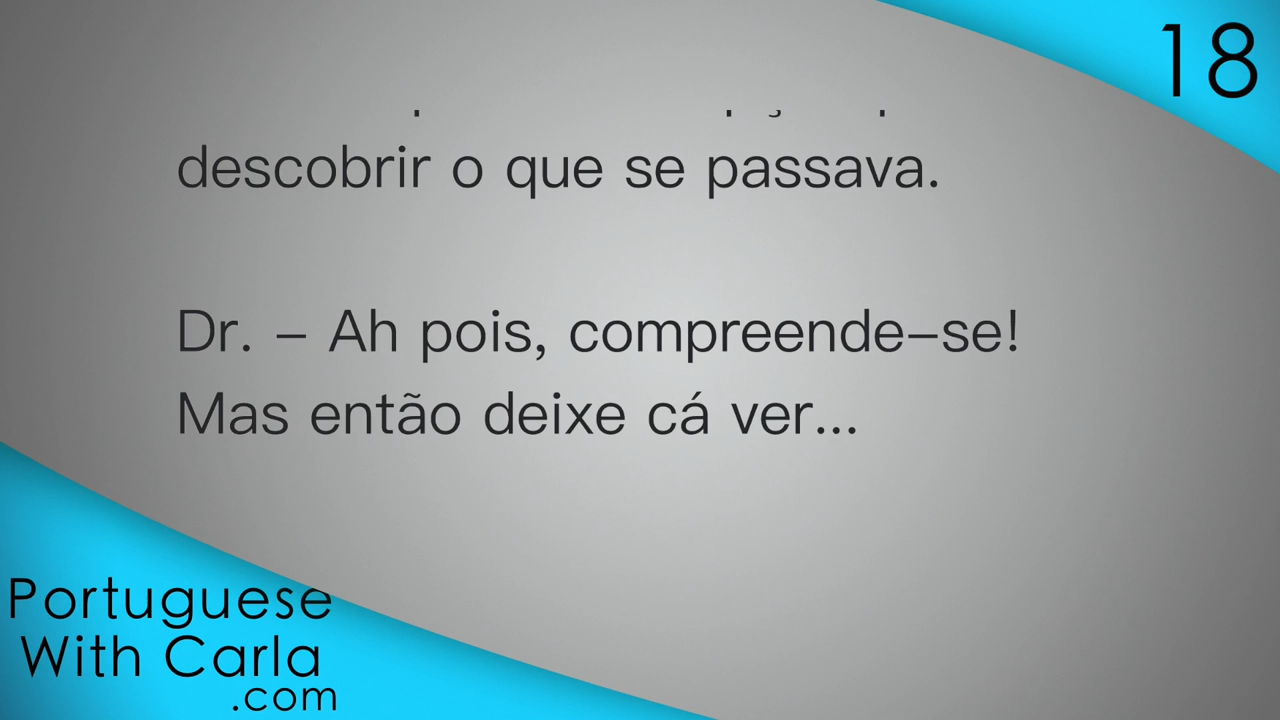 18
descobrir o que se passava.
Dr. – Ah pois, compreende–se!
Mas então deixe cá ver...
Portuguese
With Carla
.com